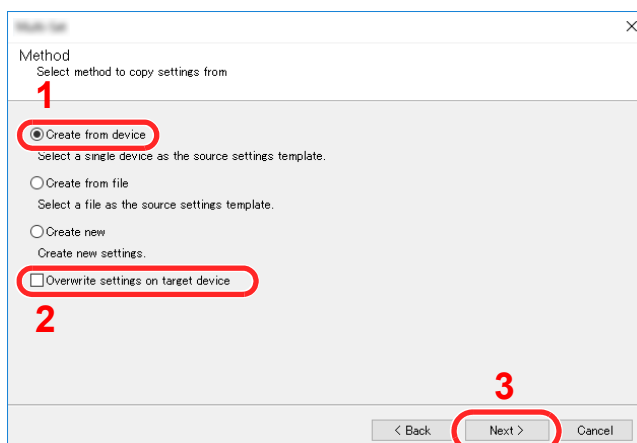 Method
Select method to copy settings from
1
Create from device
Select a single device as the source settings template.
Create from file
Select a file as the source settings template.
Create new
Create new settings.
Overwrite settings on target device
2
3
< Back Next > Cancel